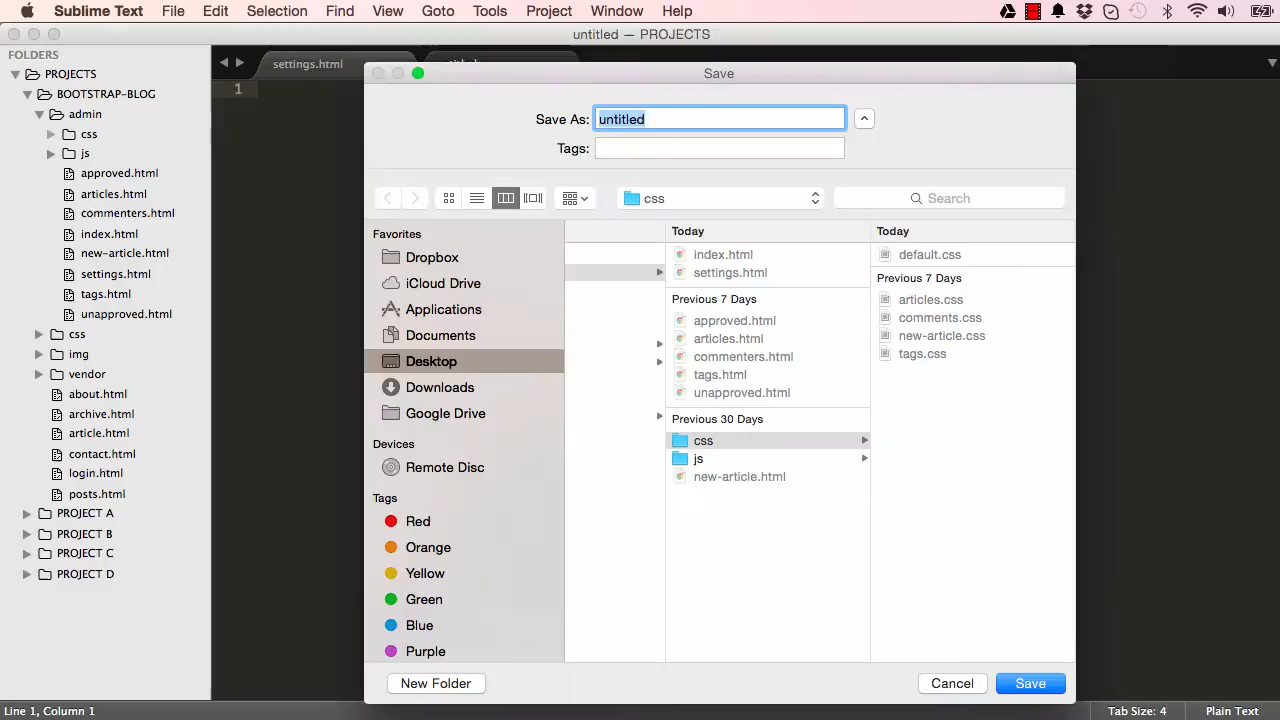 Sublime Text File Edit Selection Find View Goto Tools Project Window Help
untitled — PROJECTS
FOLDERS
PROJECTS
BOOTSTRAP-BLOG
admin
css
js
approved.html
articles.html
commenters.html
index.html
new-article.html
settings.html
tags.html
unapproved.html
css
img
vendor
about.html
archive.html
article.html
contact.html
login.html
posts.html
PROJECT A
PROJECT B
PROJECT C
PROJECT D
settings.html
1
Save
Save As: untitled
Tags:
css
Search
Favorites
Dropbox
iCloud Drive
Applications
Documents
Desktop
Downloads
Google Drive
Devices
Remote Disc
Tags
Red
Orange
Yellow
Green
Blue
Purple
Today
index.html
settings.html
Previous 7 Days
approved.html
articles.html
commenters.html
tags.html
unapproved.html
Previous 30 Days
css
js
new-article.html
Today
default.css
Previous 7 Days
articles.css
comments.css
new-article.css
tags.css
New Folder
Cancel
Save
Line 1, Column 1
Tab Size: 4
Plain Text